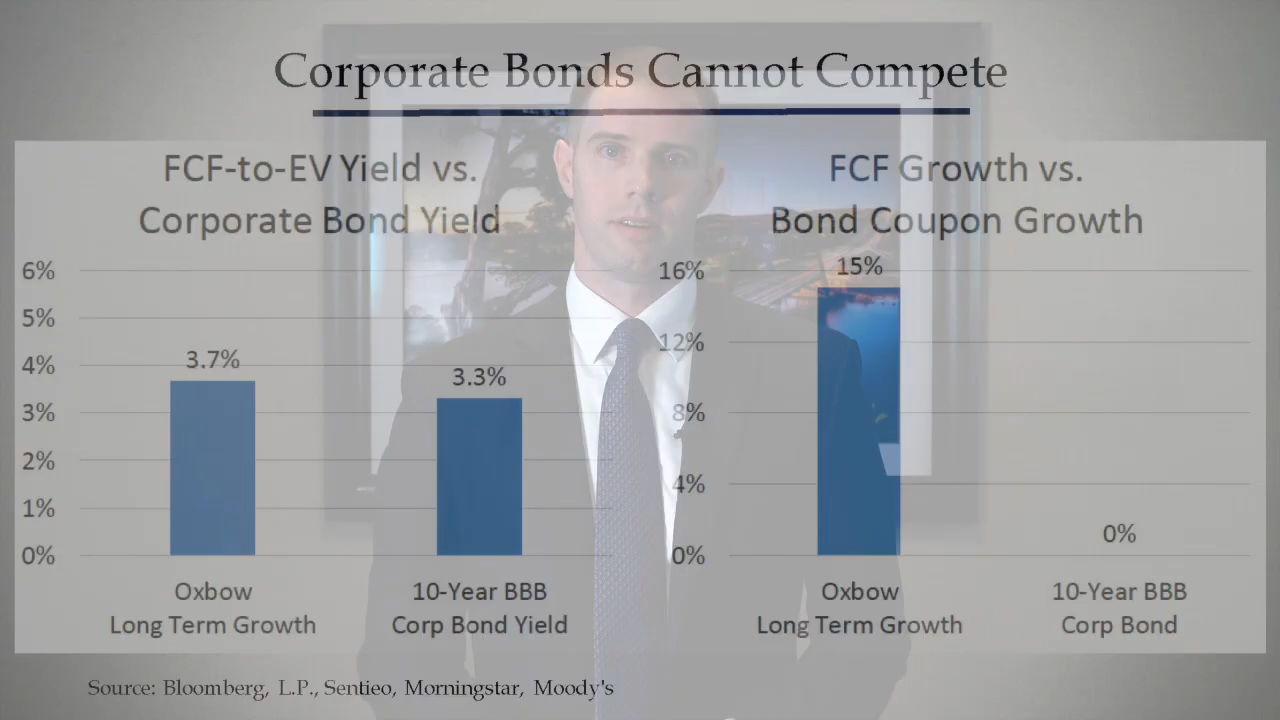 Corporate Bonds Cannot Compete
FCF-to-EV Yield vs.
Corporate Bond Yield
6%
5%
4%
3%
2%
1%
0%
3.7%
3.3%
Oxbow
Long Term Growth
10-Year BBB
Corp Bond Yield
FCF Growth vs.
Bond Coupon Growth
16%
12%
8%
4%
0%
15%
0%
Oxbow
Long Term Growth
10-Year BBB
Corp Bond
Source: Bloomberg, L.P., Sentieo, Morningstar, Moody's